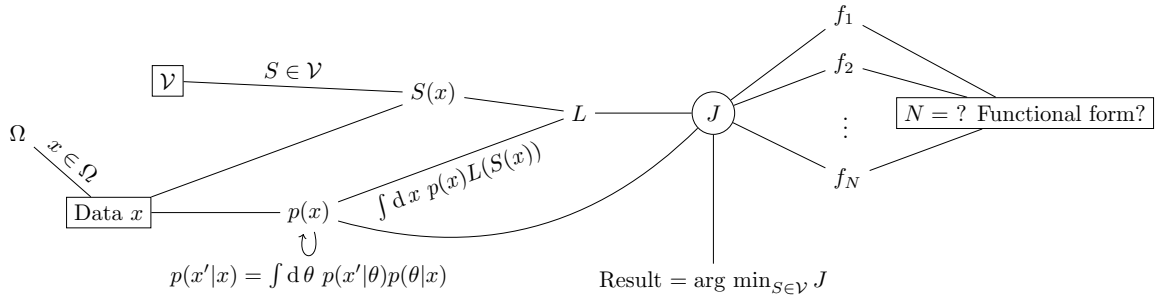 f_1
S ∈ 𝒱
f_2
𝒱
S(x)
L
J
N = ? Functional form?
Ω
x ∈ Ω
⋮
∫ d x p(x)L(S(x))
f_N
Data x
p(x)
p(x′|x) = ∫ d θ p(x′|θ)p(θ|x)
Result = arg min_{S∈𝒱} J